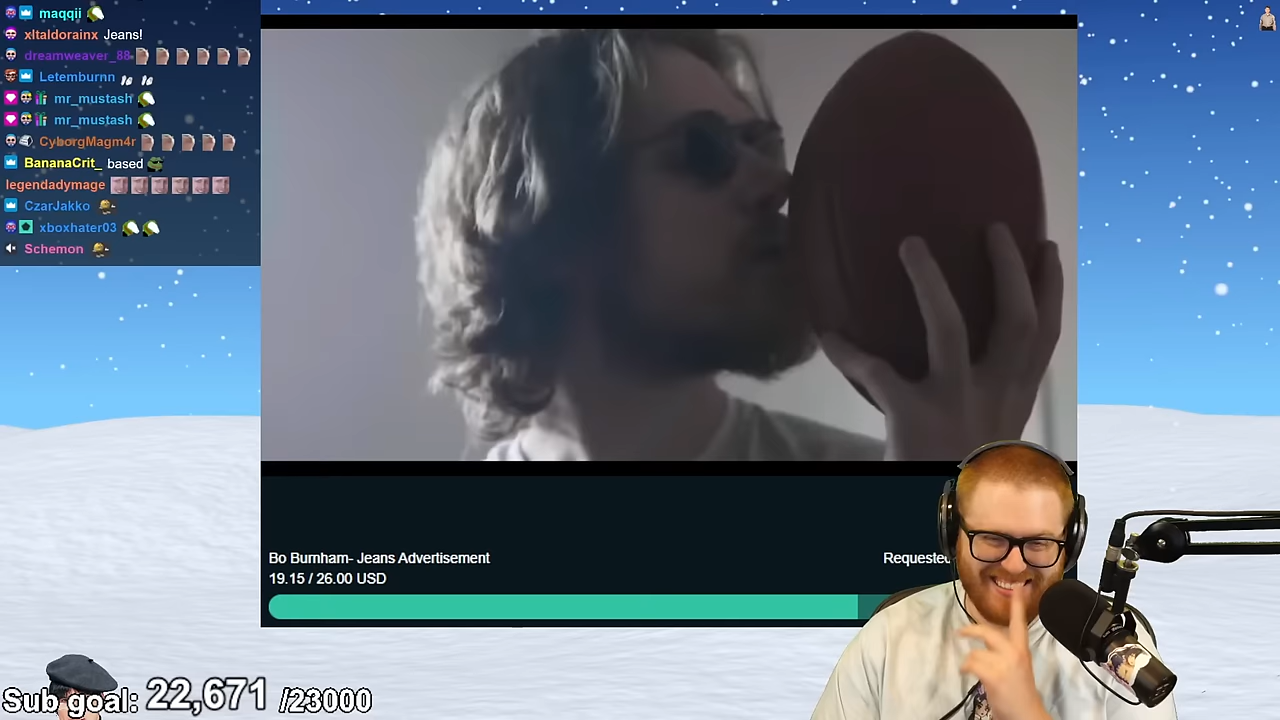 maqqii
xItaldorainx Jeans!
dreamweaver_88
Letemburnn
mr_mustash
mr_mustash
CyborgMagm4r
BananaCrit_ based
legendadymage
CzarJakko
xboxhater03
Schemon
Bo Burnham- Jeans Advertisement
Requested
19.15 / 26.00 USD
Sub goal: 22,671 /23000